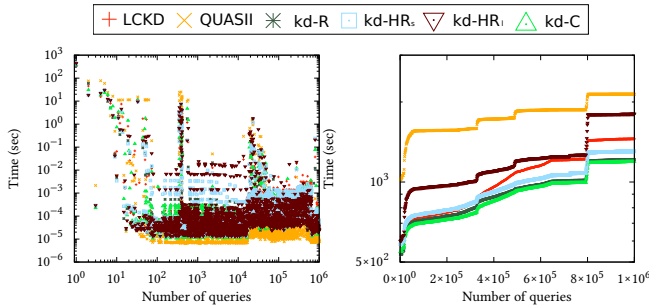 LCKD QUASII kd-R kd-HRₛ kd-HRₗ kd-C
Time (sec)
10³
10²
10¹
10⁰
10⁻¹
10⁻²
10⁻³
10⁻⁴
10⁻⁵
10⁻⁶
10⁰ 10¹ 10² 10³ 10⁴ 10⁵ 10⁶
Number of queries
Time (sec)
10³
5×10²
0×10⁰ 2×10⁵ 4×10⁵ 6×10⁵ 8×10⁵ 1×10⁶
Number of queries